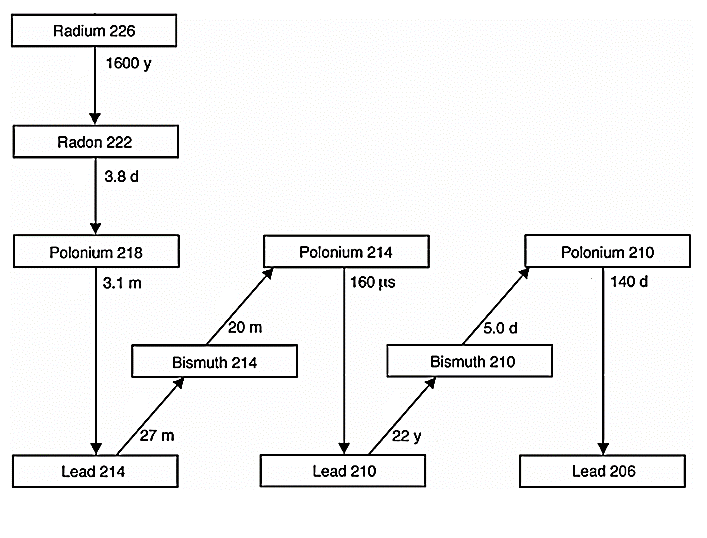 Radium 226
1600 y
Radon 222
3.8 d
Polonium 218
Polonium 214
Polonium 210
3.1 m
160 μs
140 d
20 m
5.0 d
Bismuth 214
Bismuth 210
27 m
22 y
Lead 214
Lead 210
Lead 206